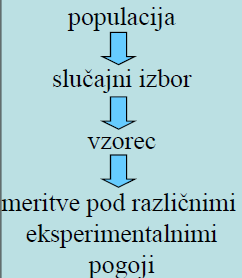 populacija
slučajni izbor
vzorec
meritve pod različnimi
eksperimentalnimi
pogoji